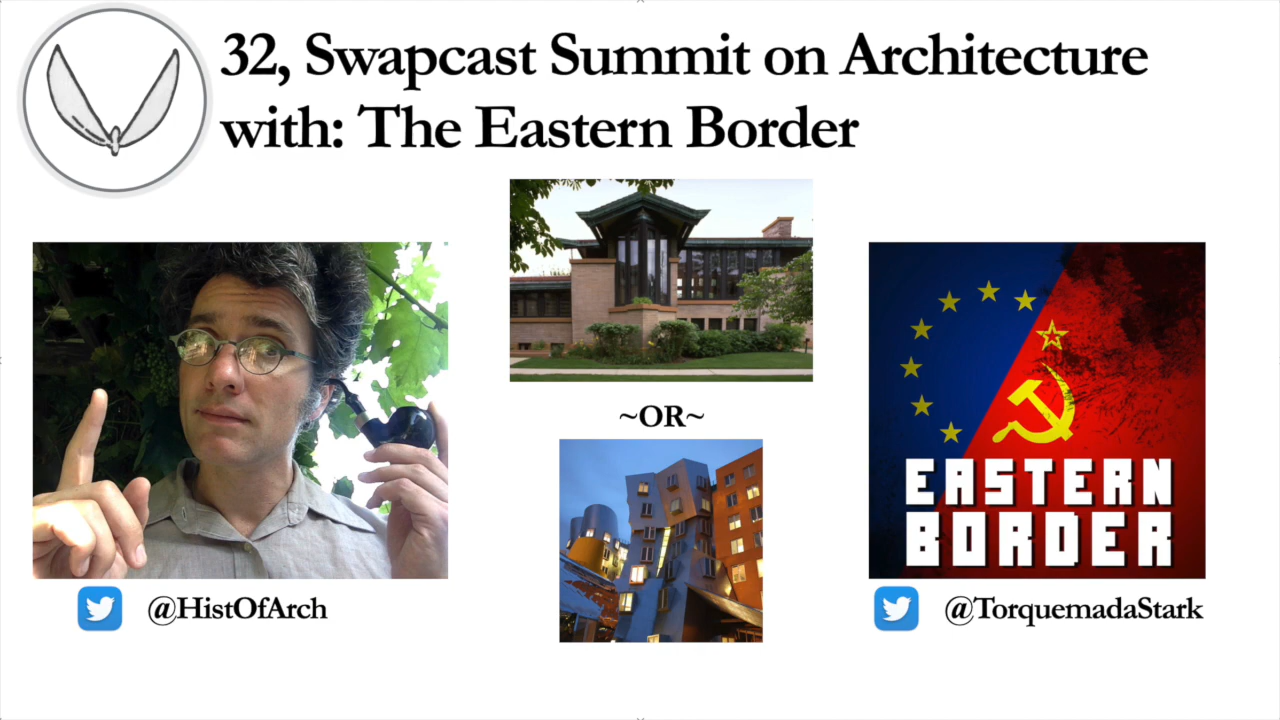 32, Swapcast Summit on Architecture
with: The Eastern Border
~OR~
EASTERN
BORDER
@HistOfArch
@TorquemadaStark